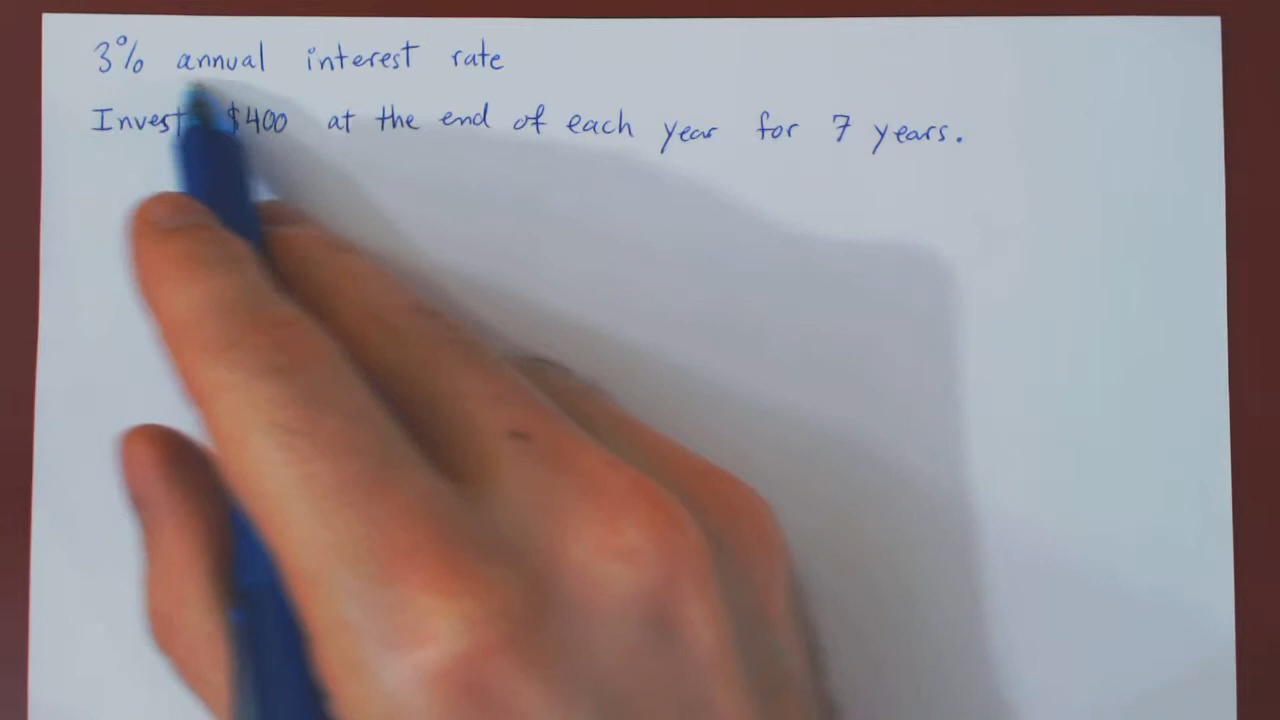 3% annual interest rate
Invest $400 at the end of each year for 7 years.